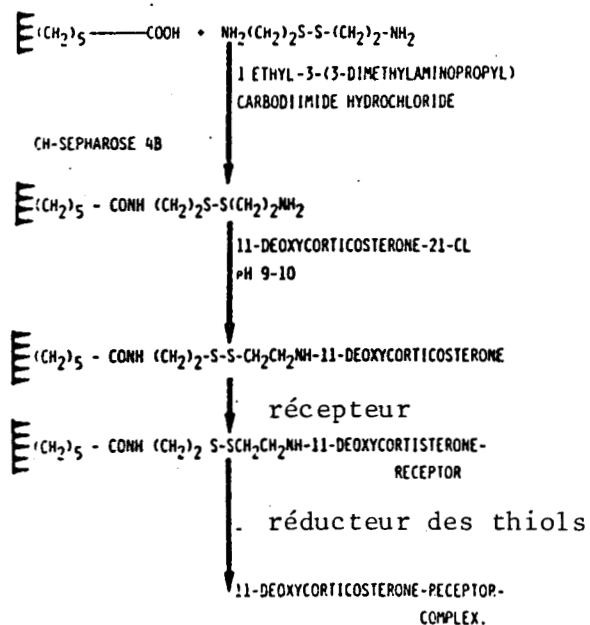 (CH₂)₅ — COOH + NH₂(CH₂)₂S-S-(CH₂)₂-NH₂
1 ETHYL-3-(3-DIMETHYLAMINOPROPYL)
CARBODIIMIDE HYDROCHLORIDE
CH-SEPHAROSE 4B
(CH₂)₅ - CONH (CH₂)₂S-S(CH₂)₂NH₂
11-DEOXYCORTICOSTERONE-21-CL
pH 9-10
(CH₂)₅ - CONH (CH₂)₂-S-S-CH₂CH₂NH-11-DEOXYCORTICOSTERONE
récepteur
(CH₂)₅ - CONH (CH₂)₂ S-SCH₂CH₂NH-11-DEOXYCORTISTERONE-
RECEPTOR
réducteur des thiols
11-DEOXYCORTICOSTERONE-RECEPTOR-
COMPLEX.